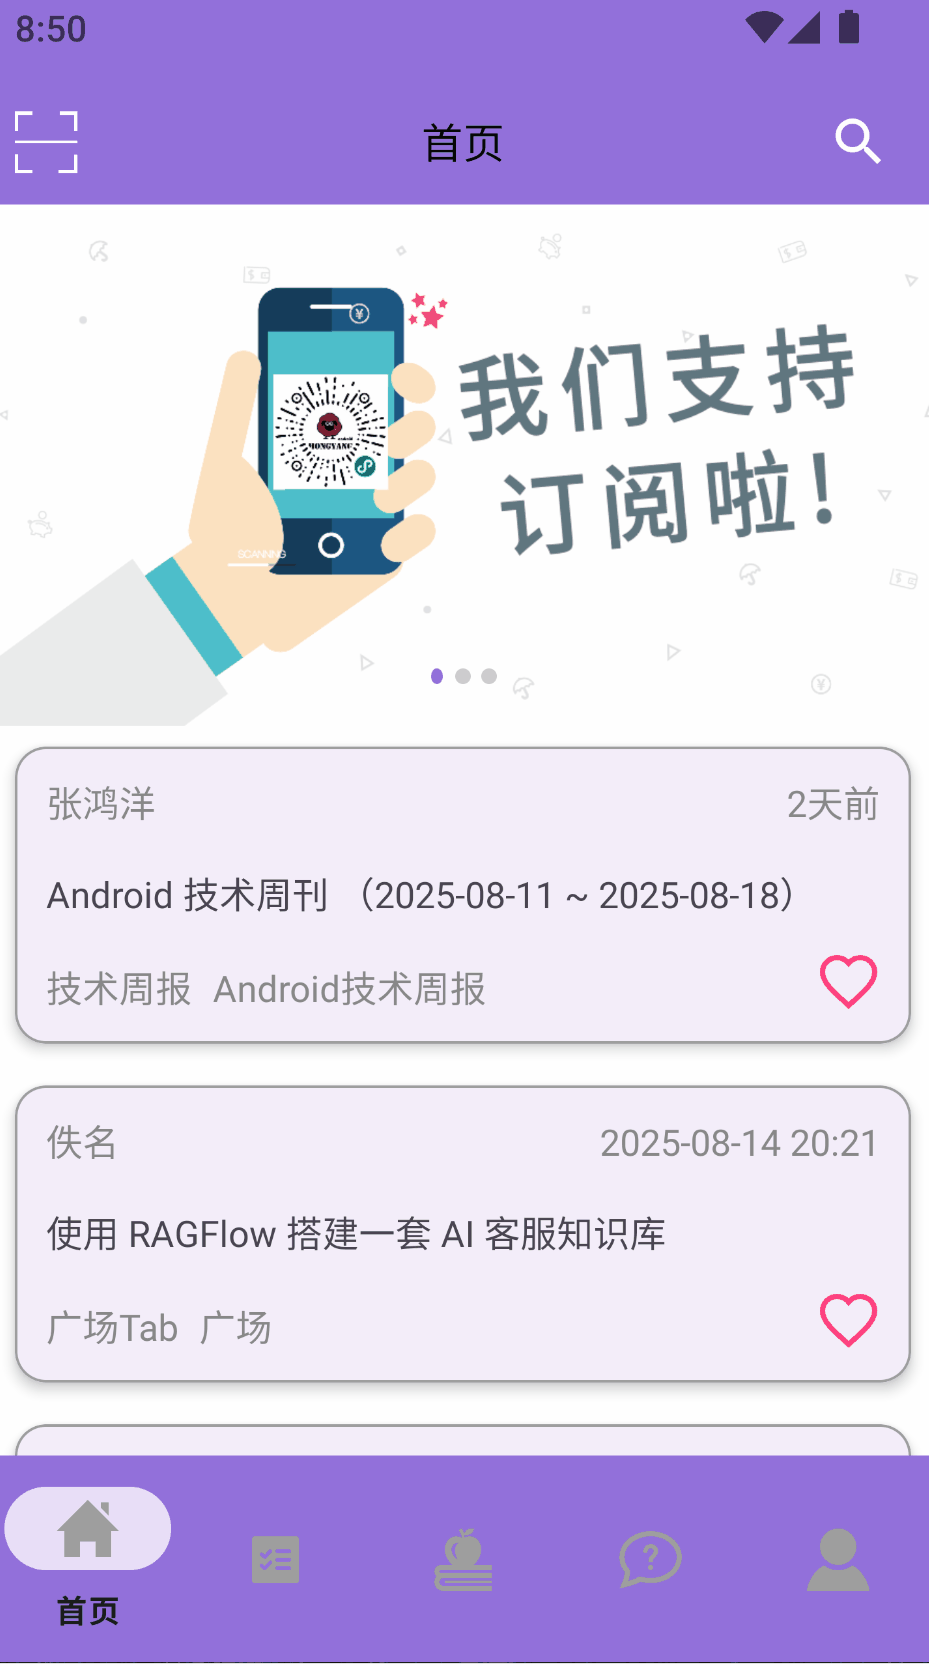 8:50
首页
我们支持
订阅啦!
HONGYANG
android
SCANNING
张鸿洋 2天前
Android 技术周刊 （2025-08-11 ~ 2025-08-18）
技术周报 Android技术周报
佚名 2025-08-14 20:21
使用 RAGFlow 搭建一套 AI 客服知识库
广场Tab 广场
首页